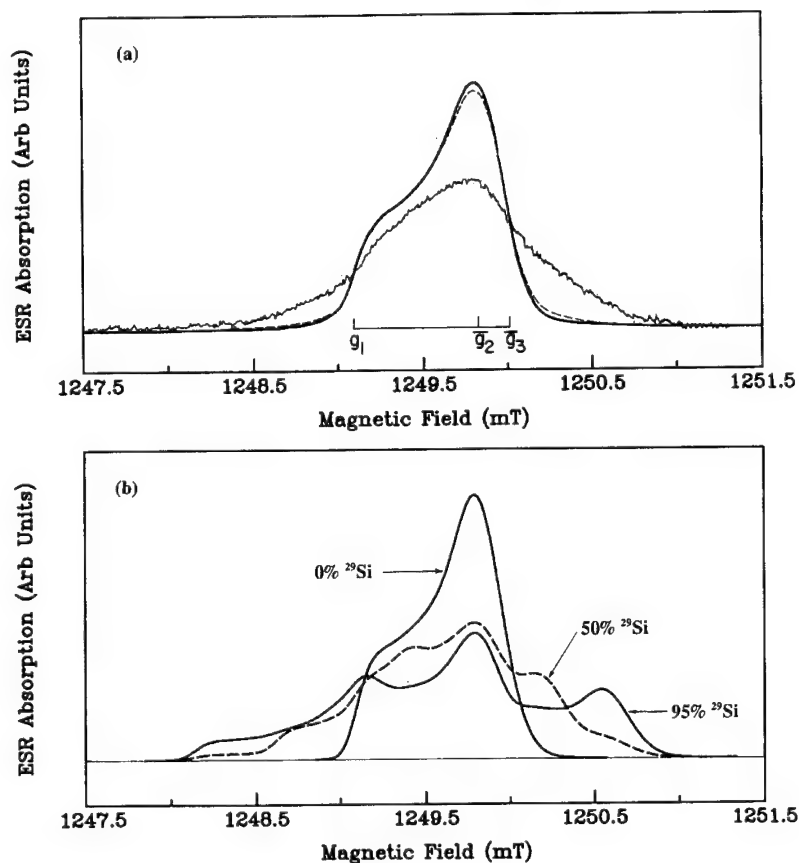 (a)
ESR Absorption (Arb Units)
g₁ g̅₂ g̅₃
1247.5 1248.5 1249.5 1250.5 1251.5
Magnetic Field (mT)
(b)
ESR Absorption (Arb Units)
0% ²⁹Si
50% ²⁹Si
95% ²⁹Si
1247.5 1248.5 1249.5 1250.5 1251.5
Magnetic Field (mT)